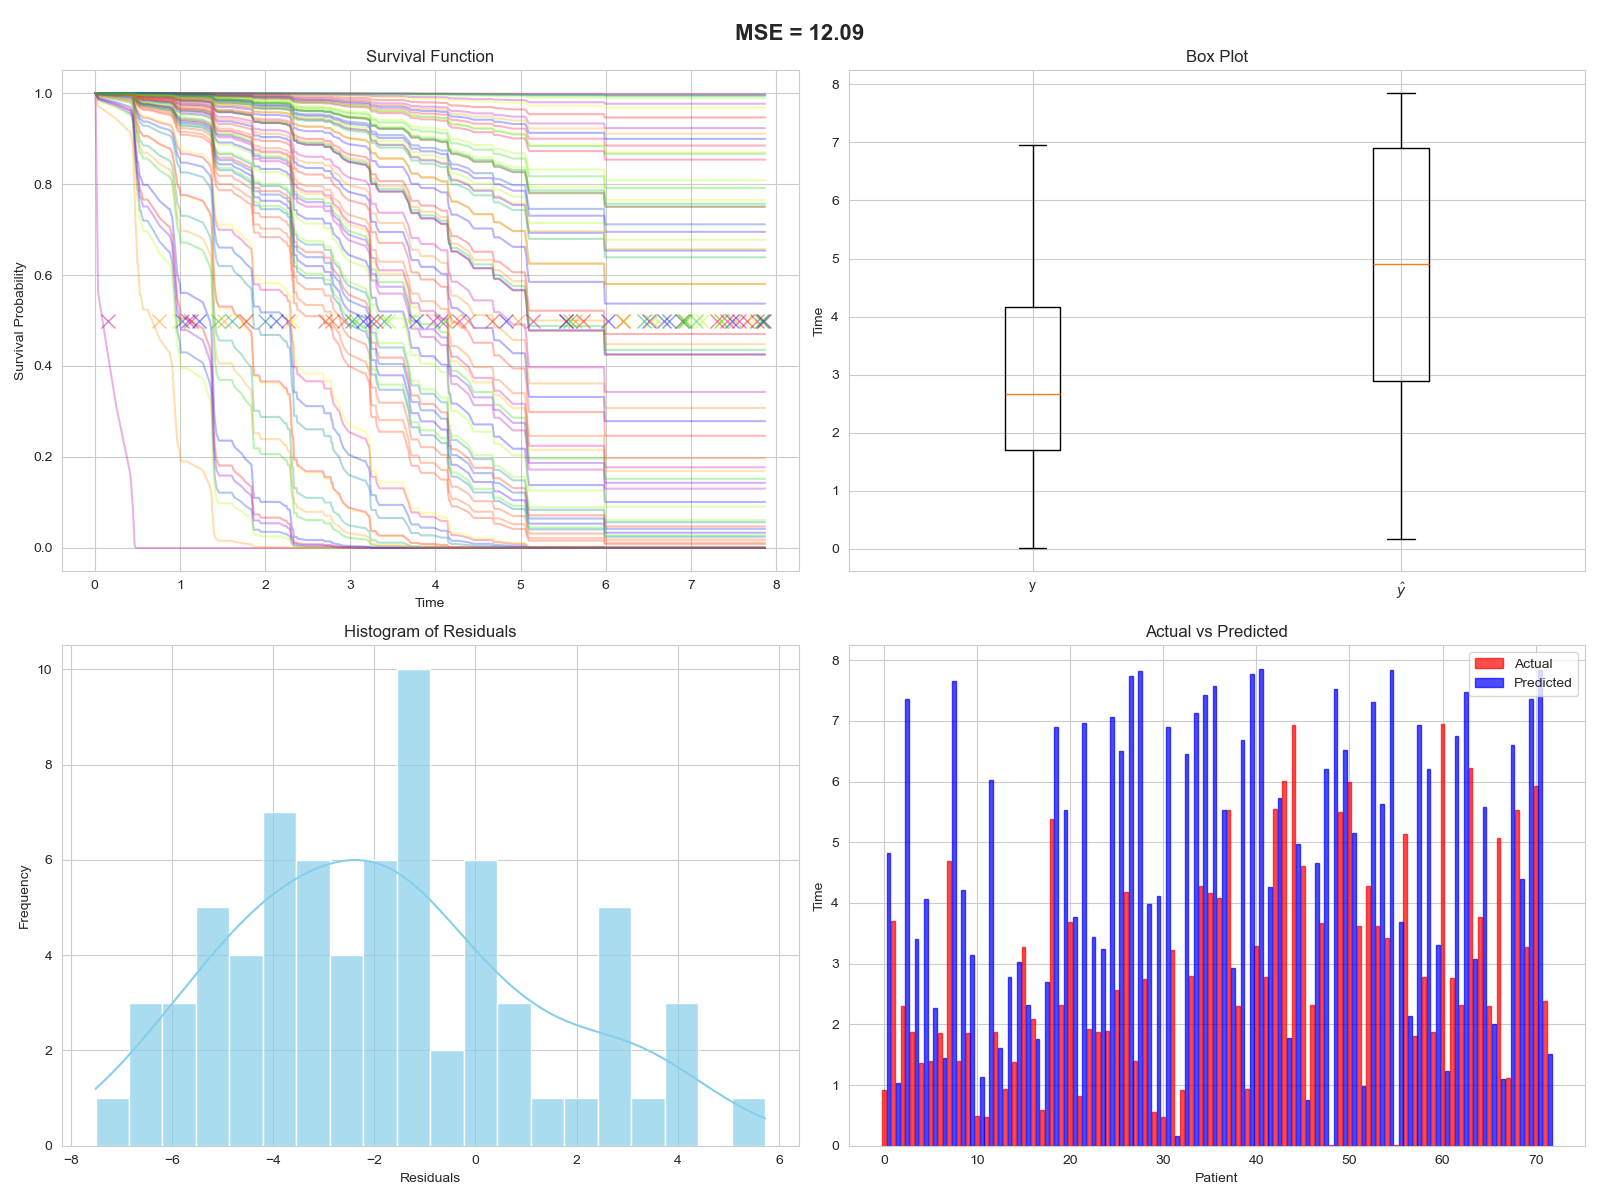 MSE = 12.09
Survival Function
1.0
0.8
0.6
0.4
0.2
0.0
Survival Probability
0 1 2 3 4 5 6 7 8
Time
Box Plot
8
7
6
5
4
3
2
1
0
Time
y ŷ
Histogram of Residuals
10
8
6
4
2
0
Frequency
−8 −6 −4 −2 0 2 4 6
Residuals
Actual vs Predicted
Actual
Predicted
8
7
6
5
4
3
2
1
0
Time
0 10 20 30 40 50 60 70
Patient